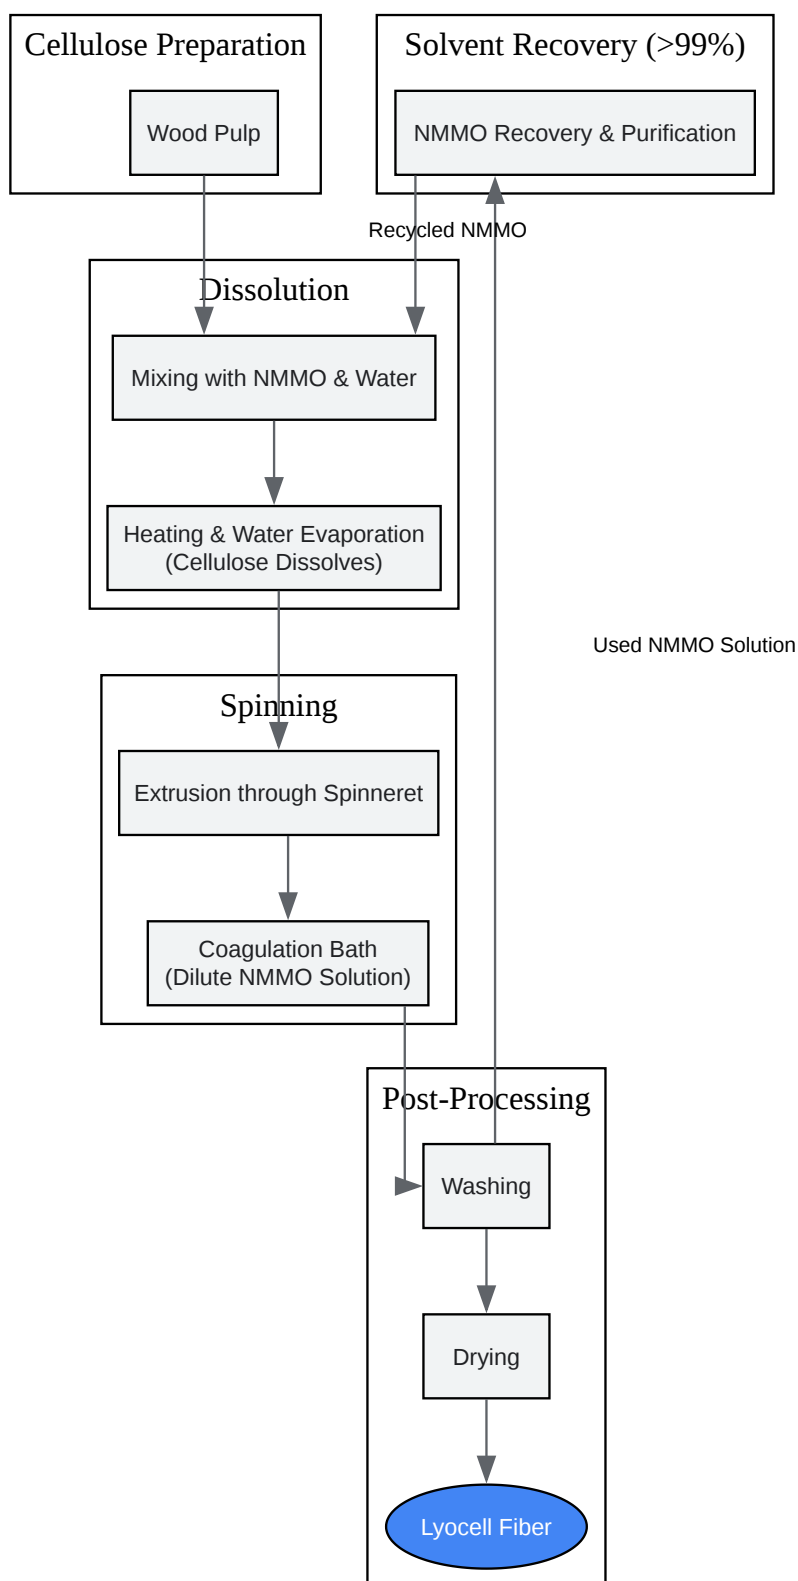 Cellulose Preparation
Solvent Recovery (>99%)
Wood Pulp
NMMO Recovery & Purification
Recycled NMMO
Dissolution
Mixing with NMMO & Water
Heating & Water Evaporation
(Cellulose Dissolves)
Used NMMO Solution
Spinning
Extrusion through Spinneret
Coagulation Bath
(Dilute NMMO Solution)
Post-Processing
Washing
Drying
Lyocell Fiber